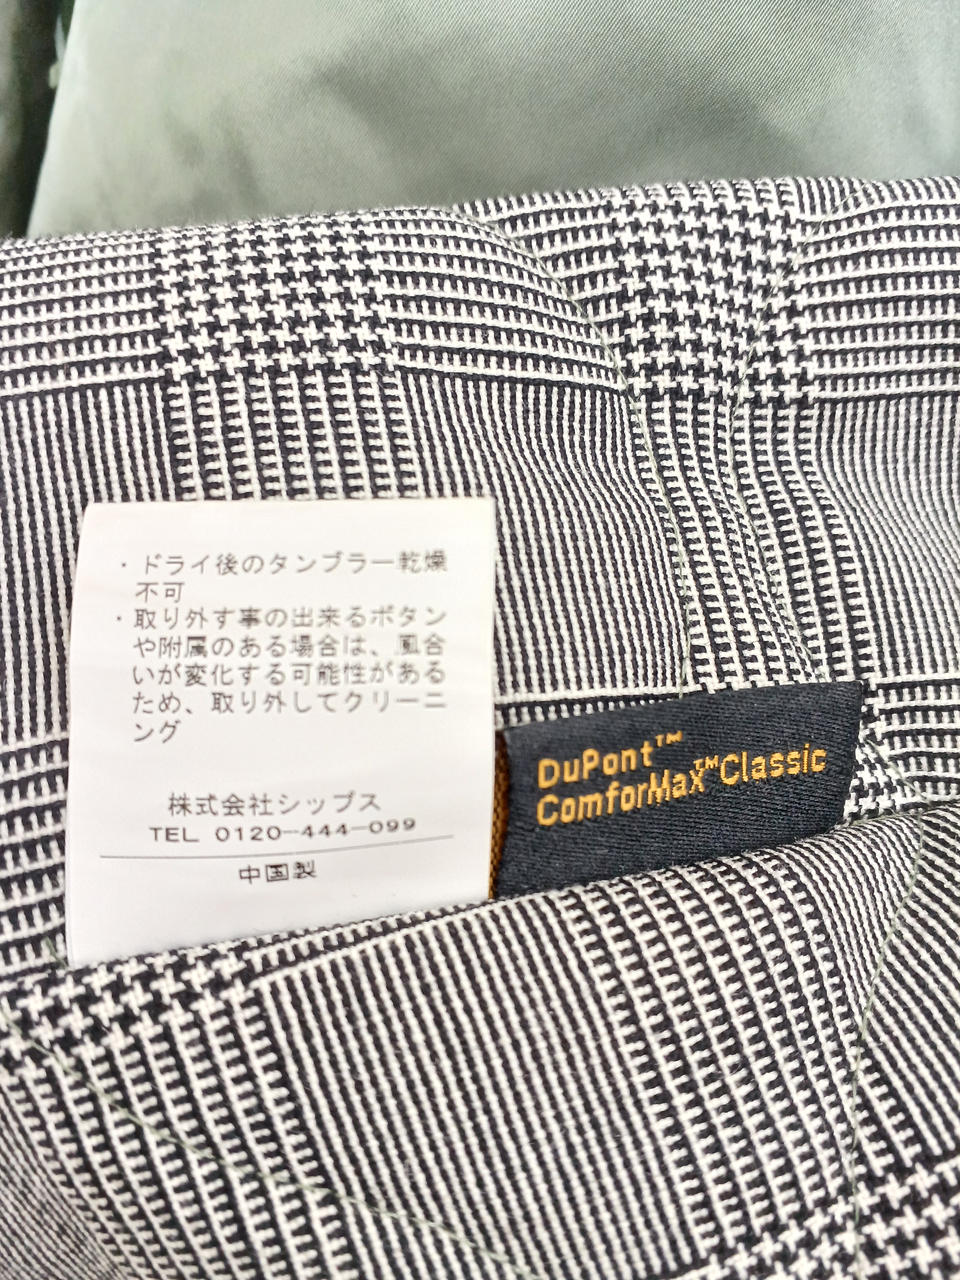 ・ドライ後のタンブラー乾燥
不可
・取り外す事の出来るボタン
や附属のある場合は、風合
いが変化する可能性がある
ため、取り外してクリーニ
ング
株式会社シップス
TEL 0120-444-099
中国製
DuPont™
ComforMax™Classic